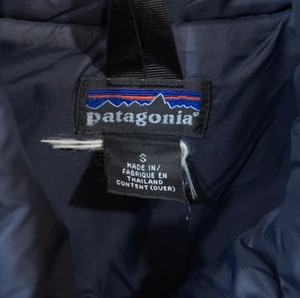 patagonia®
S
MADE IN/
FABRIQUE EN
THAILAND
CONTENT (OVER)